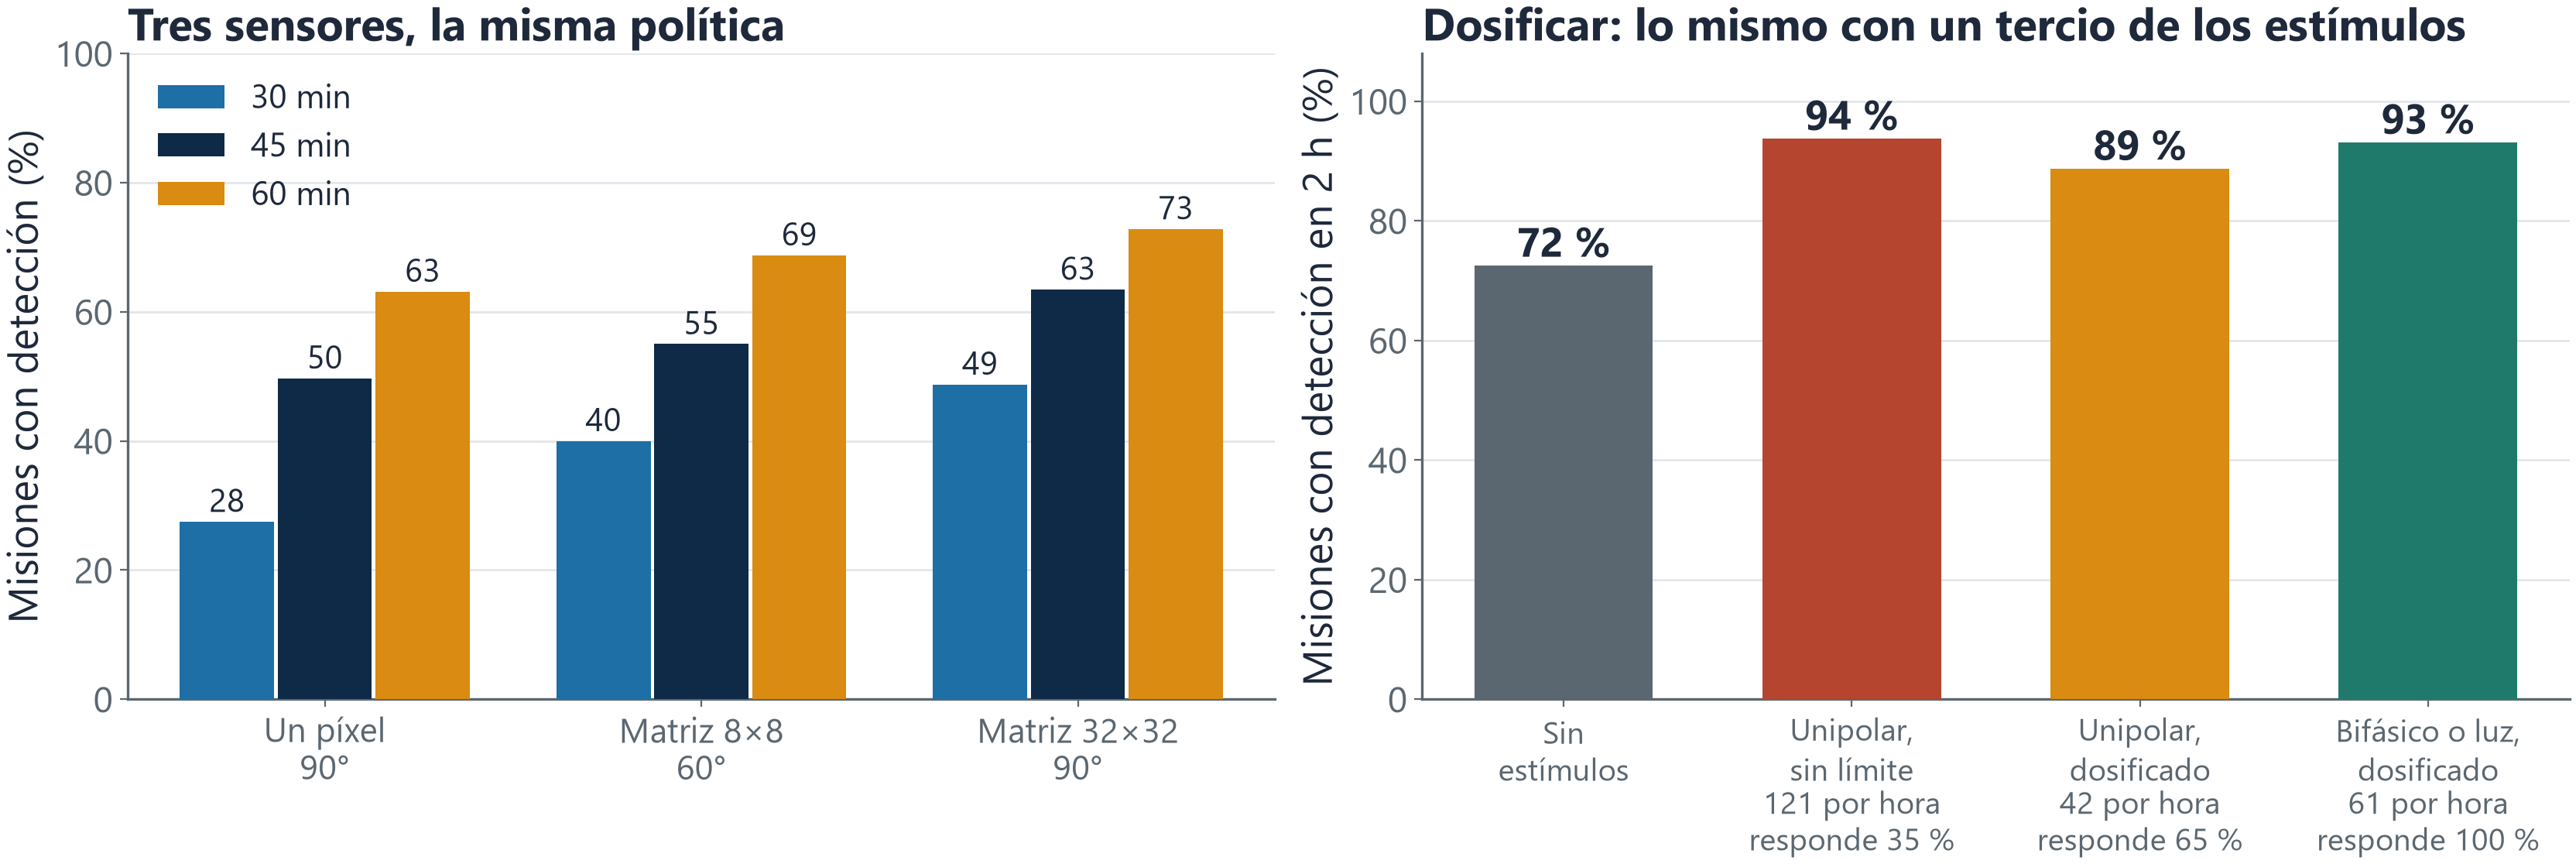 Tres sensores, la misma política
Misiones con detección (%)
100
80
60
40
20
0
30 min
45 min
60 min
28
50
63
40
55
69
49
63
73
Un píxel
90°
Matriz 8×8
60°
Matriz 32×32
90°
Dosificar: lo mismo con un tercio de los estímulos
Misiones con detección en 2 h (%)
100
80
60
40
20
0
72 %
94 %
89 %
93 %
Sin
estímulos
Unipolar,
sin límite
121 por hora
responde 35 %
Unipolar,
dosificado
42 por hora
responde 65 %
Bifásico o luz,
dosificado
61 por hora
responde 100 %